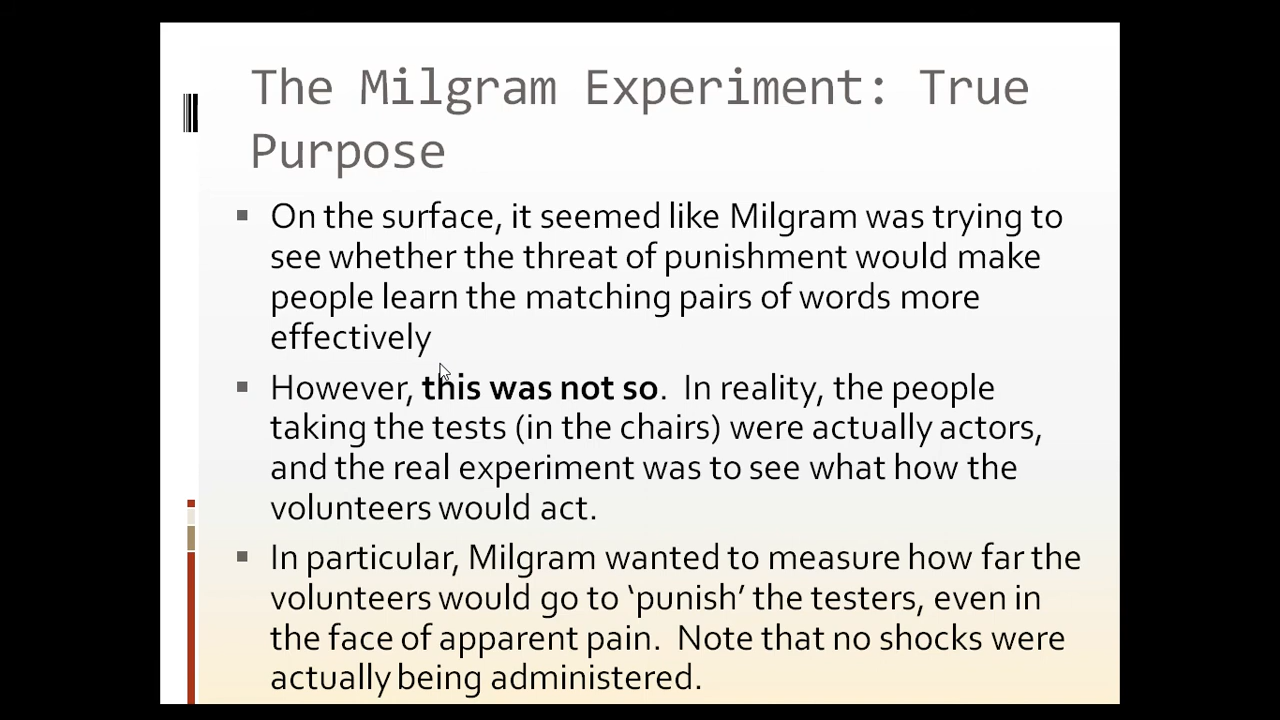 The Milgram Experiment: True
Purpose
▪ On the surface, it seemed like Milgram was trying to
see whether the threat of punishment would make
people learn the matching pairs of words more
effectively
▪ However, this was not so.  In reality, the people
taking the tests (in the chairs) were actually actors,
and the real experiment was to see what how the
volunteers would act.
▪ In particular, Milgram wanted to measure how far the
volunteers would go to ‘punish’ the testers, even in
the face of apparent pain.  Note that no shocks were
actually being administered.